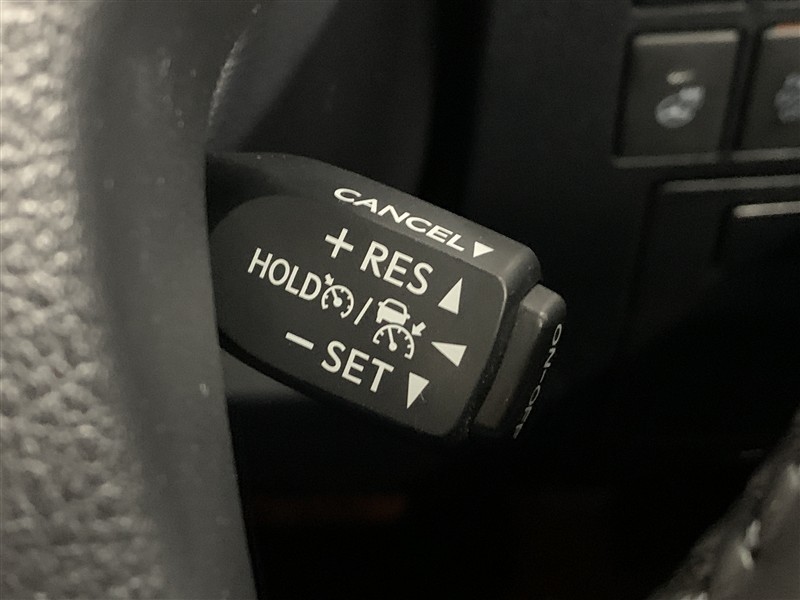 CANCEL▼
+ RES ▲
HOLD / ◀
− SET ▼
ON-OFF